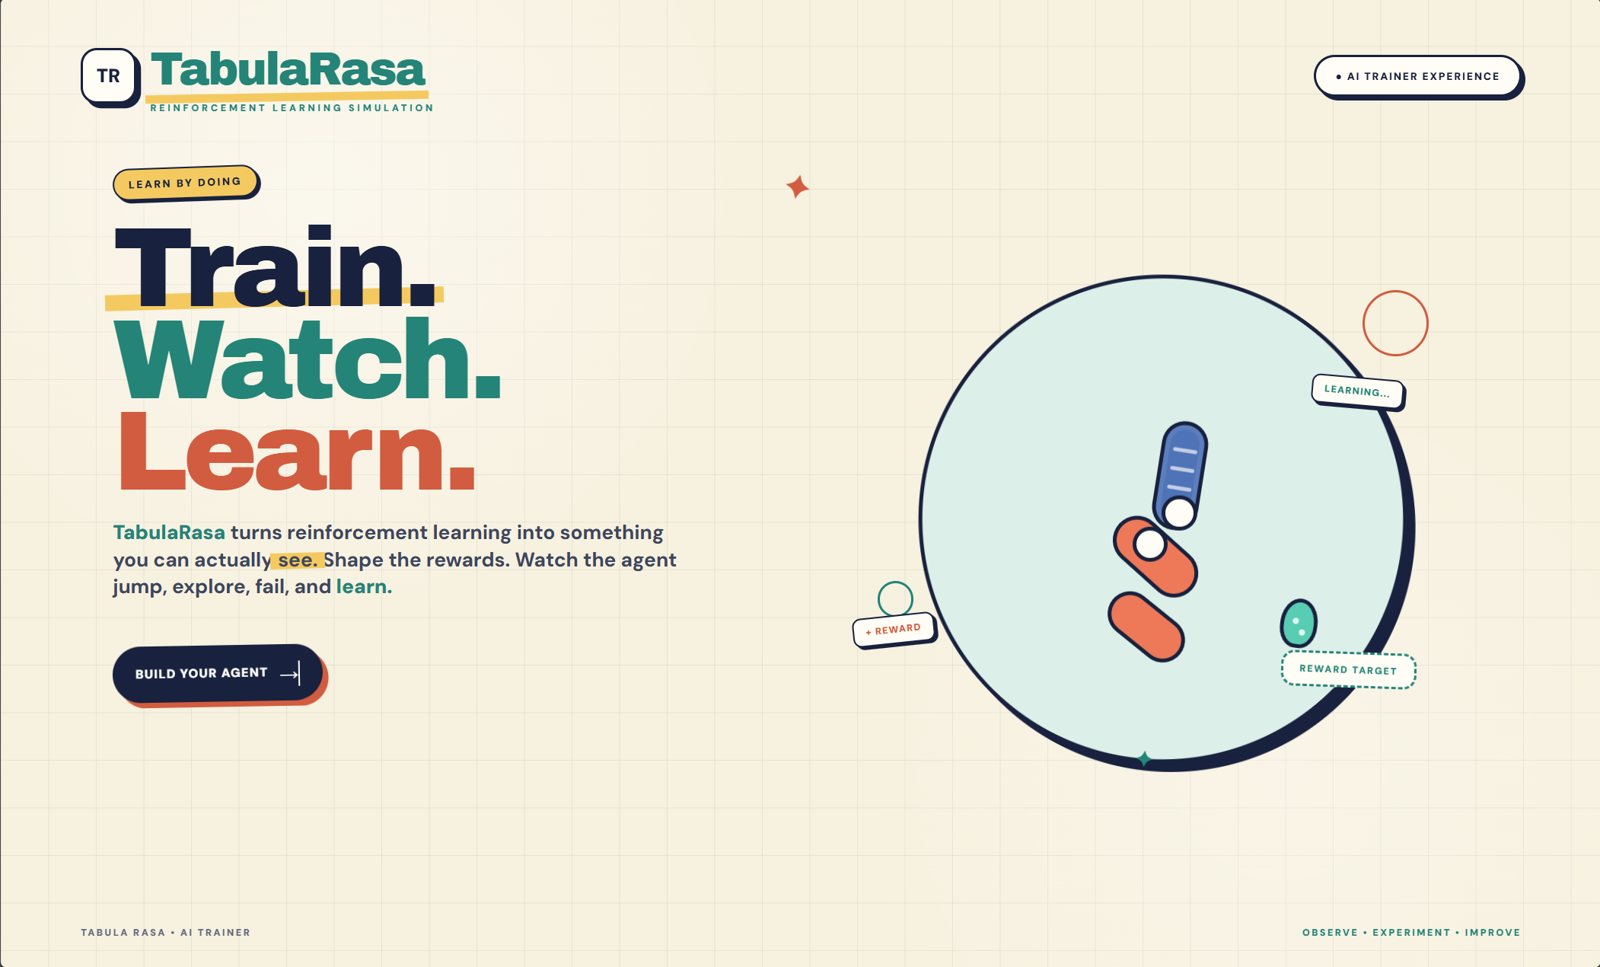 TR
TabulaRasa
REINFORCEMENT LEARNING SIMULATION
● AI TRAINER EXPERIENCE
LEARN BY DOING
Train.
Watch.
Learn.
TabulaRasa turns reinforcement learning into something
you can actually see. Shape the rewards. Watch the agent
jump, explore, fail, and learn.
BUILD YOUR AGENT →
LEARNING...
+ REWARD
REWARD TARGET
TABULA RASA • AI TRAINER
OBSERVE • EXPERIMENT • IMPROVE